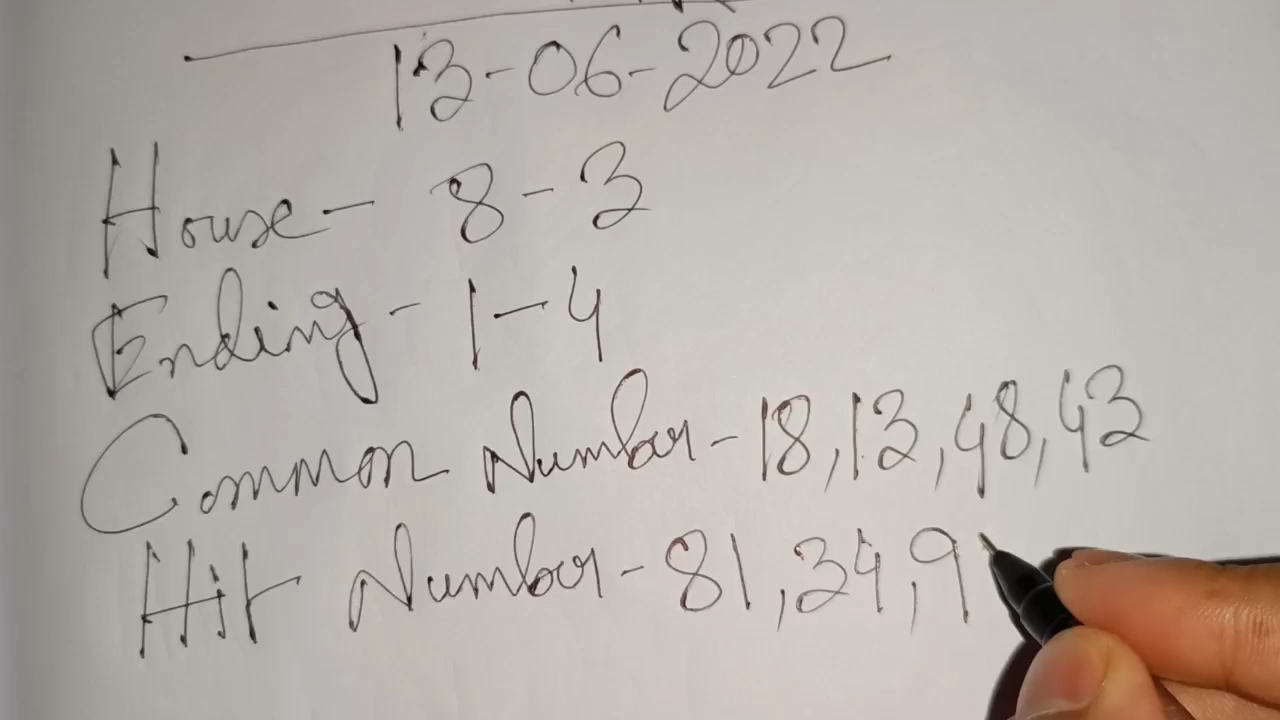 13-06-2022
House- 8-3
Ending- 1-4
Common Number-18,13,48,43
Hit Number-81,34,9